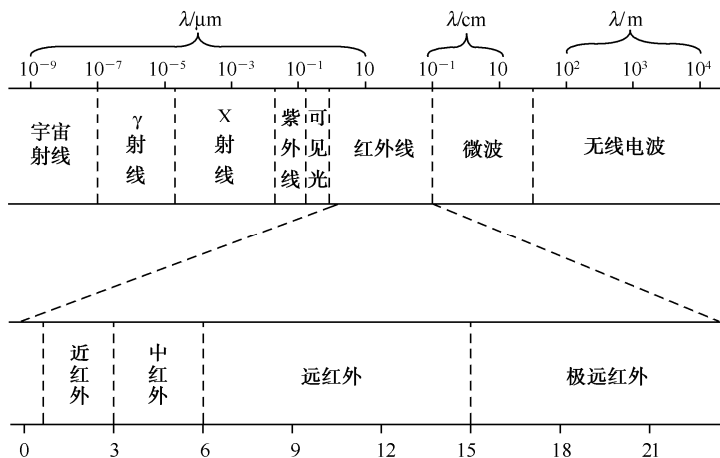 λ/μm λ/cm λ/m
10⁻⁹ 10⁻⁷ 10⁻⁵ 10⁻³ 10⁻¹ 10 10⁻¹ 10 10² 10³ 10⁴
宇宙射线
γ射线
X射线
紫外线
可见光
红外线
微波
无线电波
近红外
中红外
远红外
极远红外
0 3 6 9 12 15 18 21